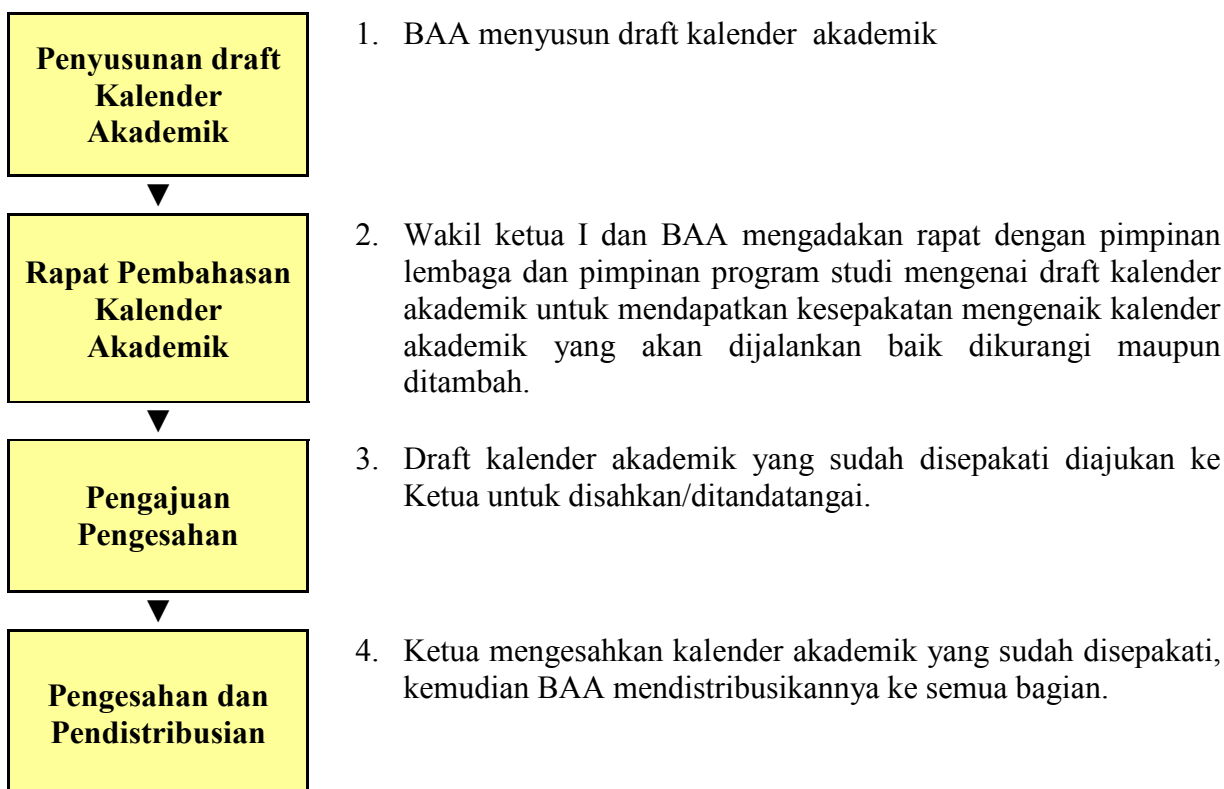 Penyusunan draft
Kalender
Akademik
1. BAA menyusun draft kalender akademik
▼
Rapat Pembahasan
Kalender
Akademik
2. Wakil ketua I dan BAA mengadakan rapat dengan pimpinan
lembaga dan pimpinan program studi mengenai draft kalender
akademik untuk mendapatkan kesepakatan mengenaik kalender
akademik yang akan dijalankan baik dikurangi maupun
ditambah.
▼
Pengajuan
Pengesahan
3. Draft kalender akademik yang sudah disepakati diajukan ke
Ketua untuk disahkan/ditandatangai.
▼
Pengesahan dan
Pendistribusian
4. Ketua mengesahkan kalender akademik yang sudah disepakati,
kemudian BAA mendistribusikannya ke semua bagian.